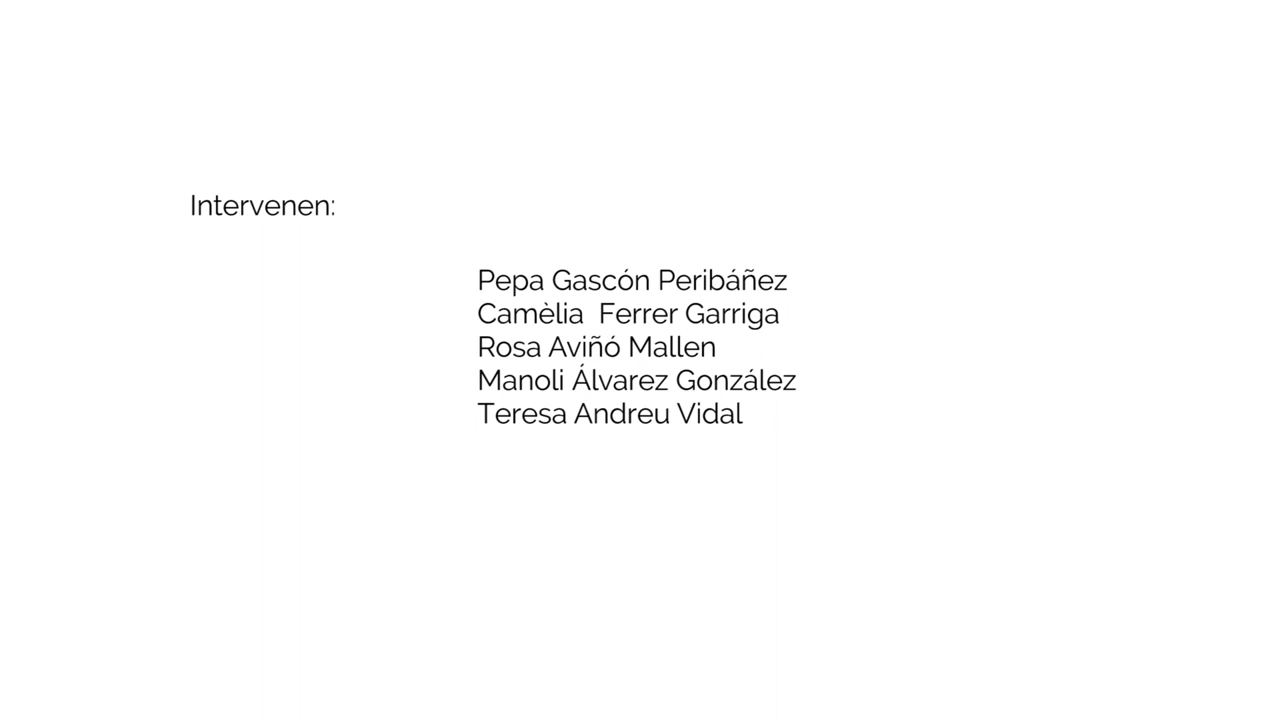 Intervenen:
Pepa Gascón Peribáñez
Camèlia  Ferrer Garriga
Rosa Aviñó Mallen
Manoli Álvarez González
Teresa Andreu Vidal